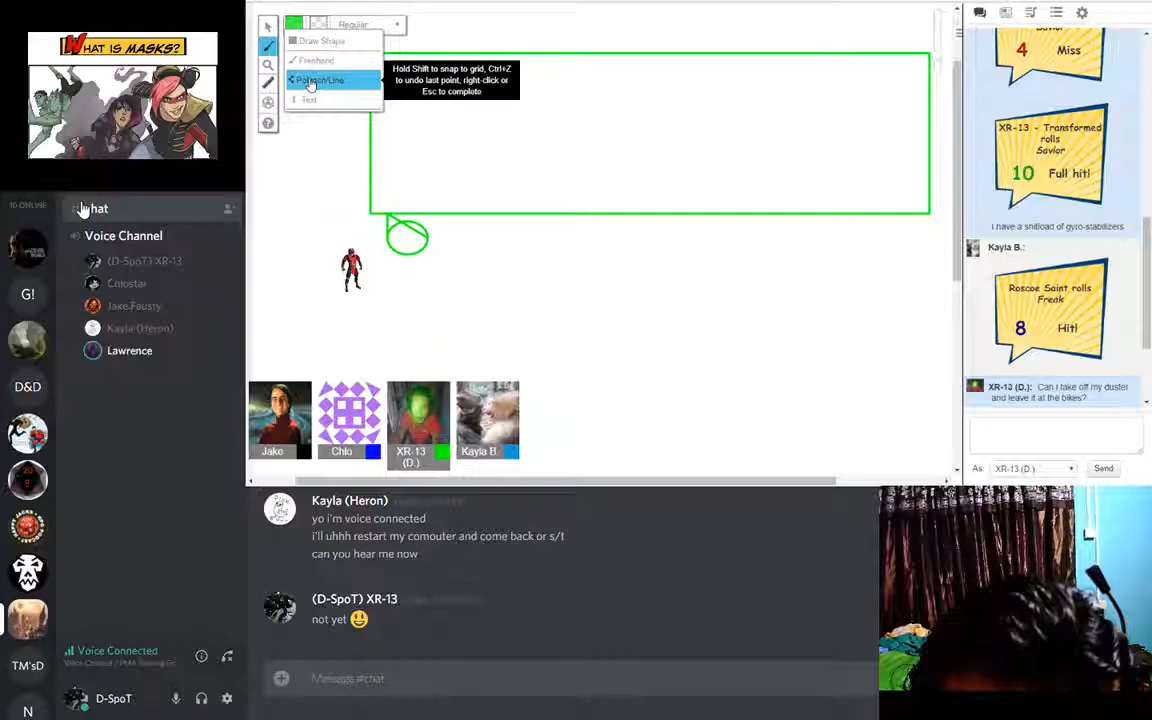 WHAT IS MASKS?
10 ONLINE
chat
Voice Channel
(D-SpoT) XR-13
Chlostar
Jake Fausty
Kayla (Heron)
Lawrence
G!
D&D
TM'sD
N
Voice Connected
D-SpoT
Regular
Draw Shape
Freehand
Polygon/Line
Text
Hold Shift to snap to grid, Ctrl+Z
to undo last point, right-click or
Esc to complete
Jake
Chlo
XR-13
(D.)
Kayla B.
Kayla (Heron)
yo i'm voice connected
i'll uhhh restart my comouter and come back or s/t
can you hear me now
(D-SpoT) XR-13
not yet 😃
Message #chat
Savior
4 Miss
XR-13 - Transformed
rolls
Savior
10 Full hit!
I have a shitload of gyro-stabilizers
Kayla B.:
Roscoe Saint rolls
Freak
8 Hit!
XR-13 (D.): Can I take off my duster
and leave it at the bikes?
As: XR-13 (D.) Send